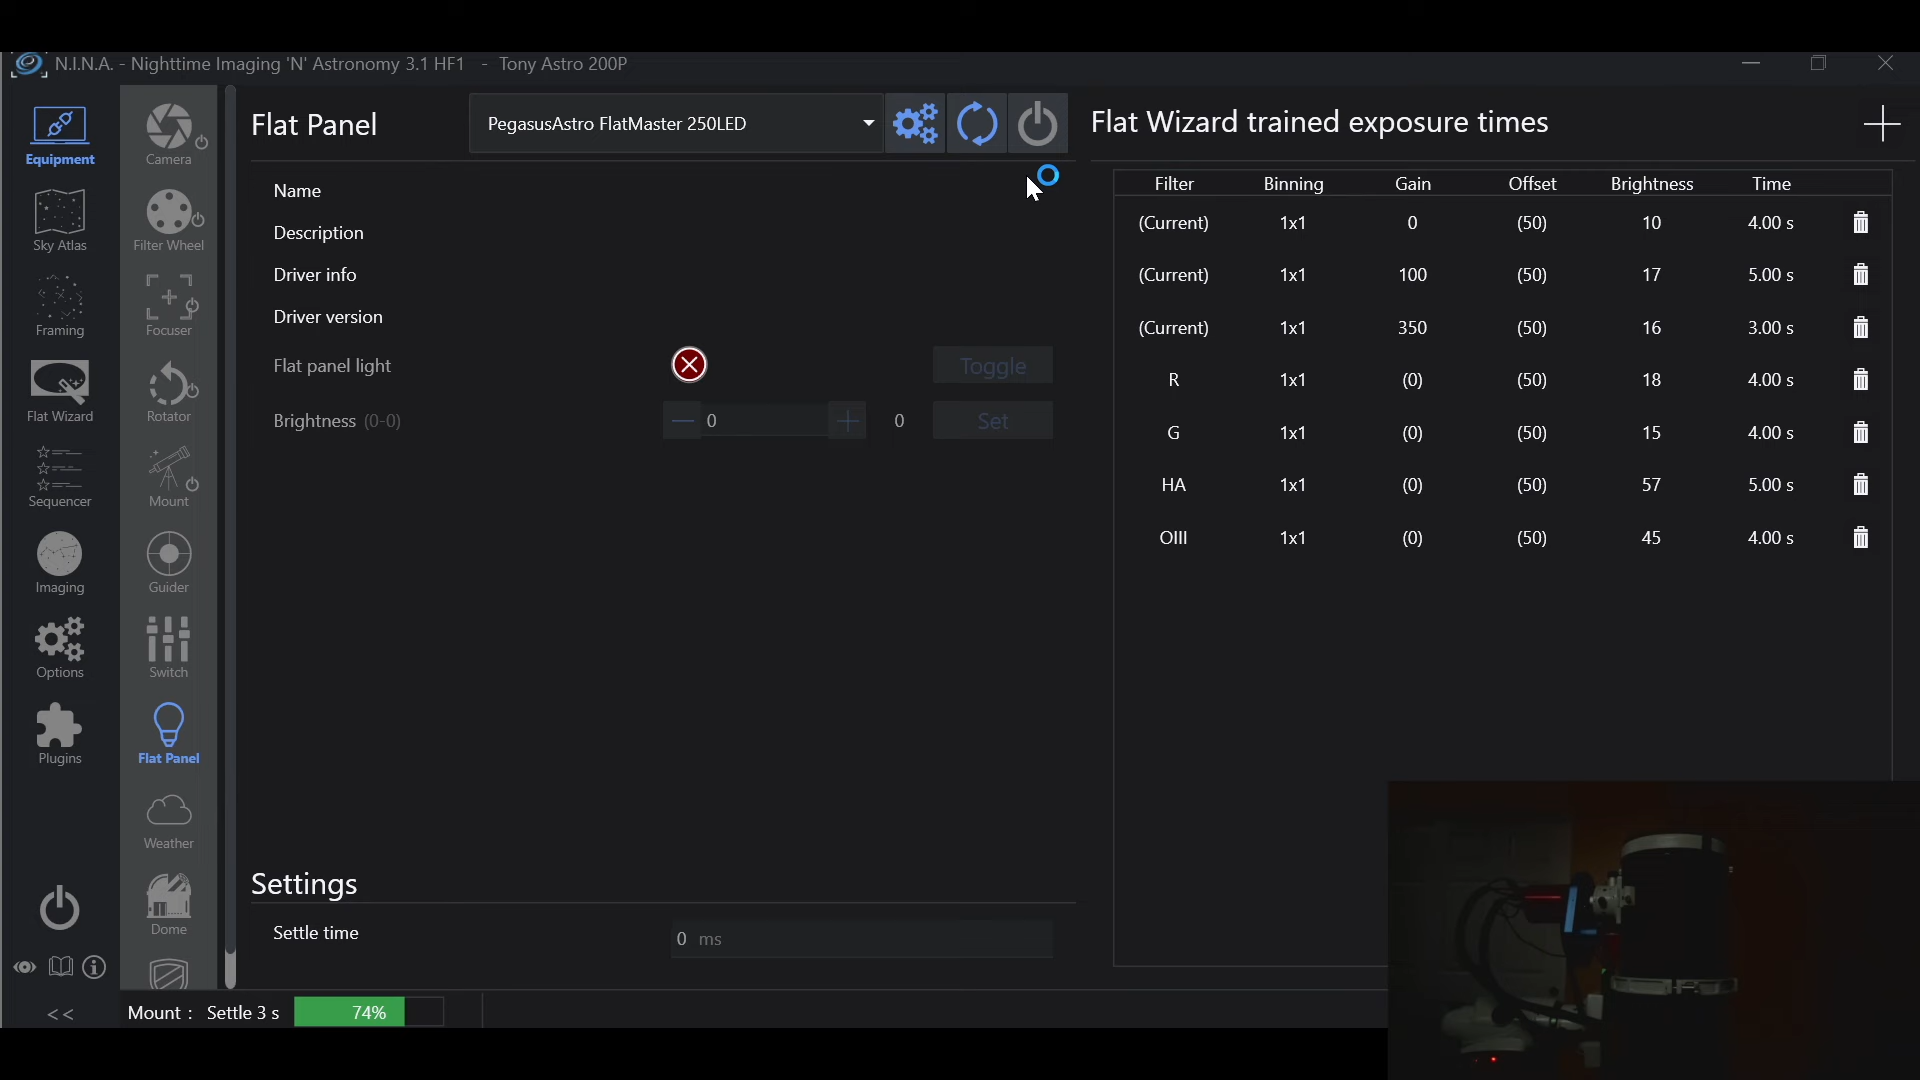 N.I.N.A. - Nighttime Imaging 'N' Astronomy 3.1 HF1 - Tony Astro 200P
Equipment
Sky Atlas
Framing
Flat Wizard
Sequencer
Imaging
Options
Plugins
<<
Camera
Filter Wheel
Focuser
Rotator
Mount
Guider
Switch
Flat Panel
Weather
Dome
Flat Panel
PegasusAstro FlatMaster 250LED
Name
Description
Driver info
Driver version
Flat panel light Toggle
Brightness (0-0) 0 0 Set
Settings
Settle time 0 ms
Flat Wizard trained exposure times
Filter Binning Gain Offset Brightness Time
(Current) 1x1 0 (50) 10 4.00 s
(Current) 1x1 100 (50) 17 5.00 s
(Current) 1x1 350 (50) 16 3.00 s
R 1x1 (0) (50) 18 4.00 s
G 1x1 (0) (50) 15 4.00 s
HA 1x1 (0) (50) 57 5.00 s
OIII 1x1 (0) (50) 45 4.00 s
Mount : Settle 3 s 74%